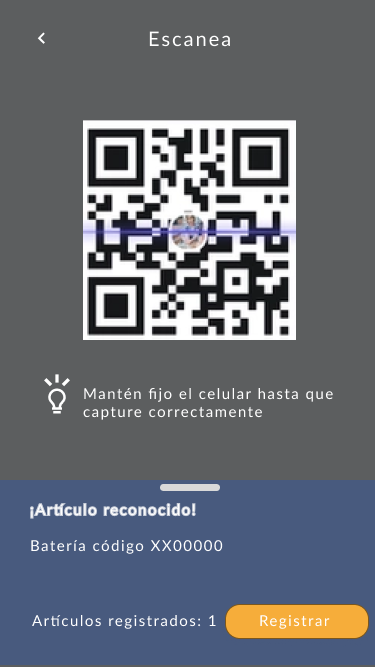 Escanea
Mantén fijo el celular hasta que
capture correctamente
¡Artículo reconocido!
Batería código XX00000
Artículos registrados: 1
Registrar